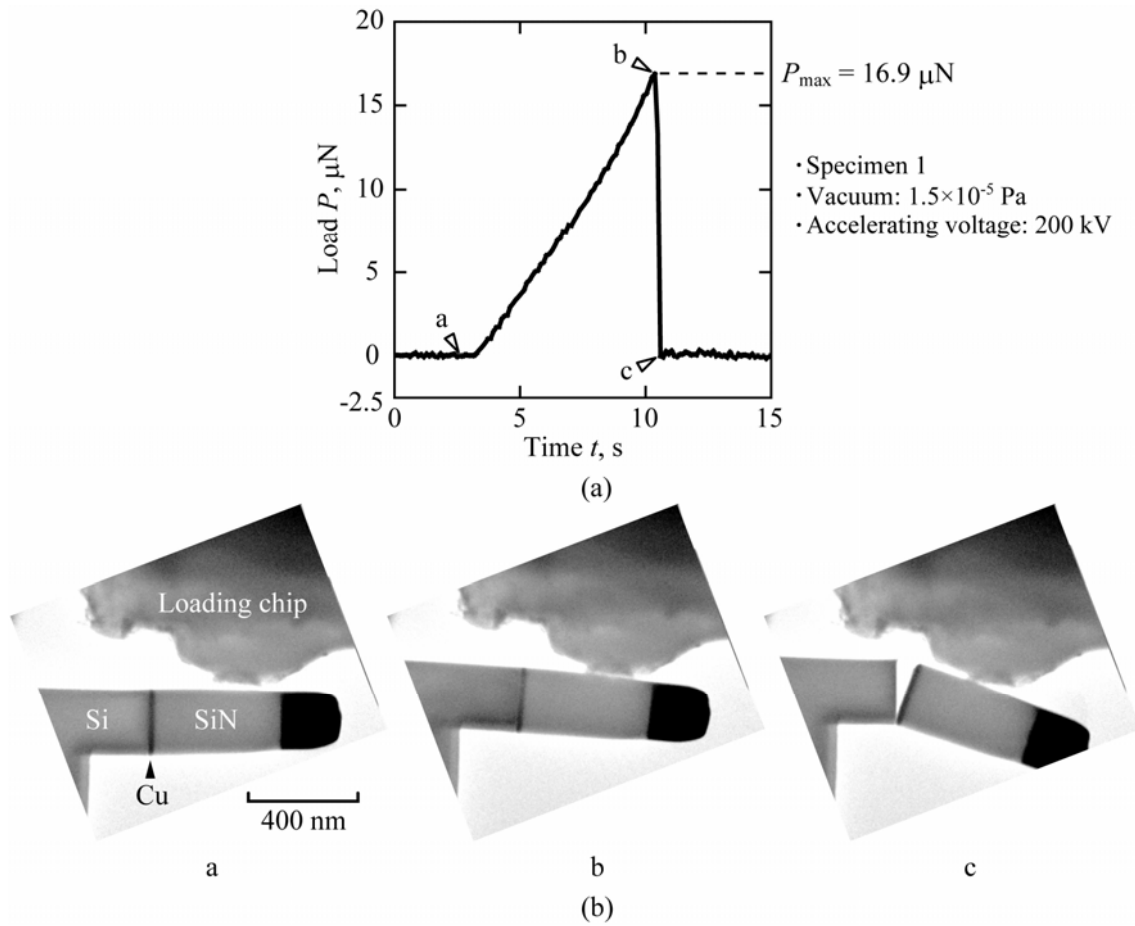 20
15
10
5
0
-2.5
0 5 10 15
Load P, μN
Time t, s
a
b
c
Pmax = 16.9 μN
・Specimen 1
・Vacuum: 1.5×10⁻⁵ Pa
・Accelerating voltage: 200 kV
(a)
Loading chip
Si SiN
Cu
400 nm
a b c
(b)